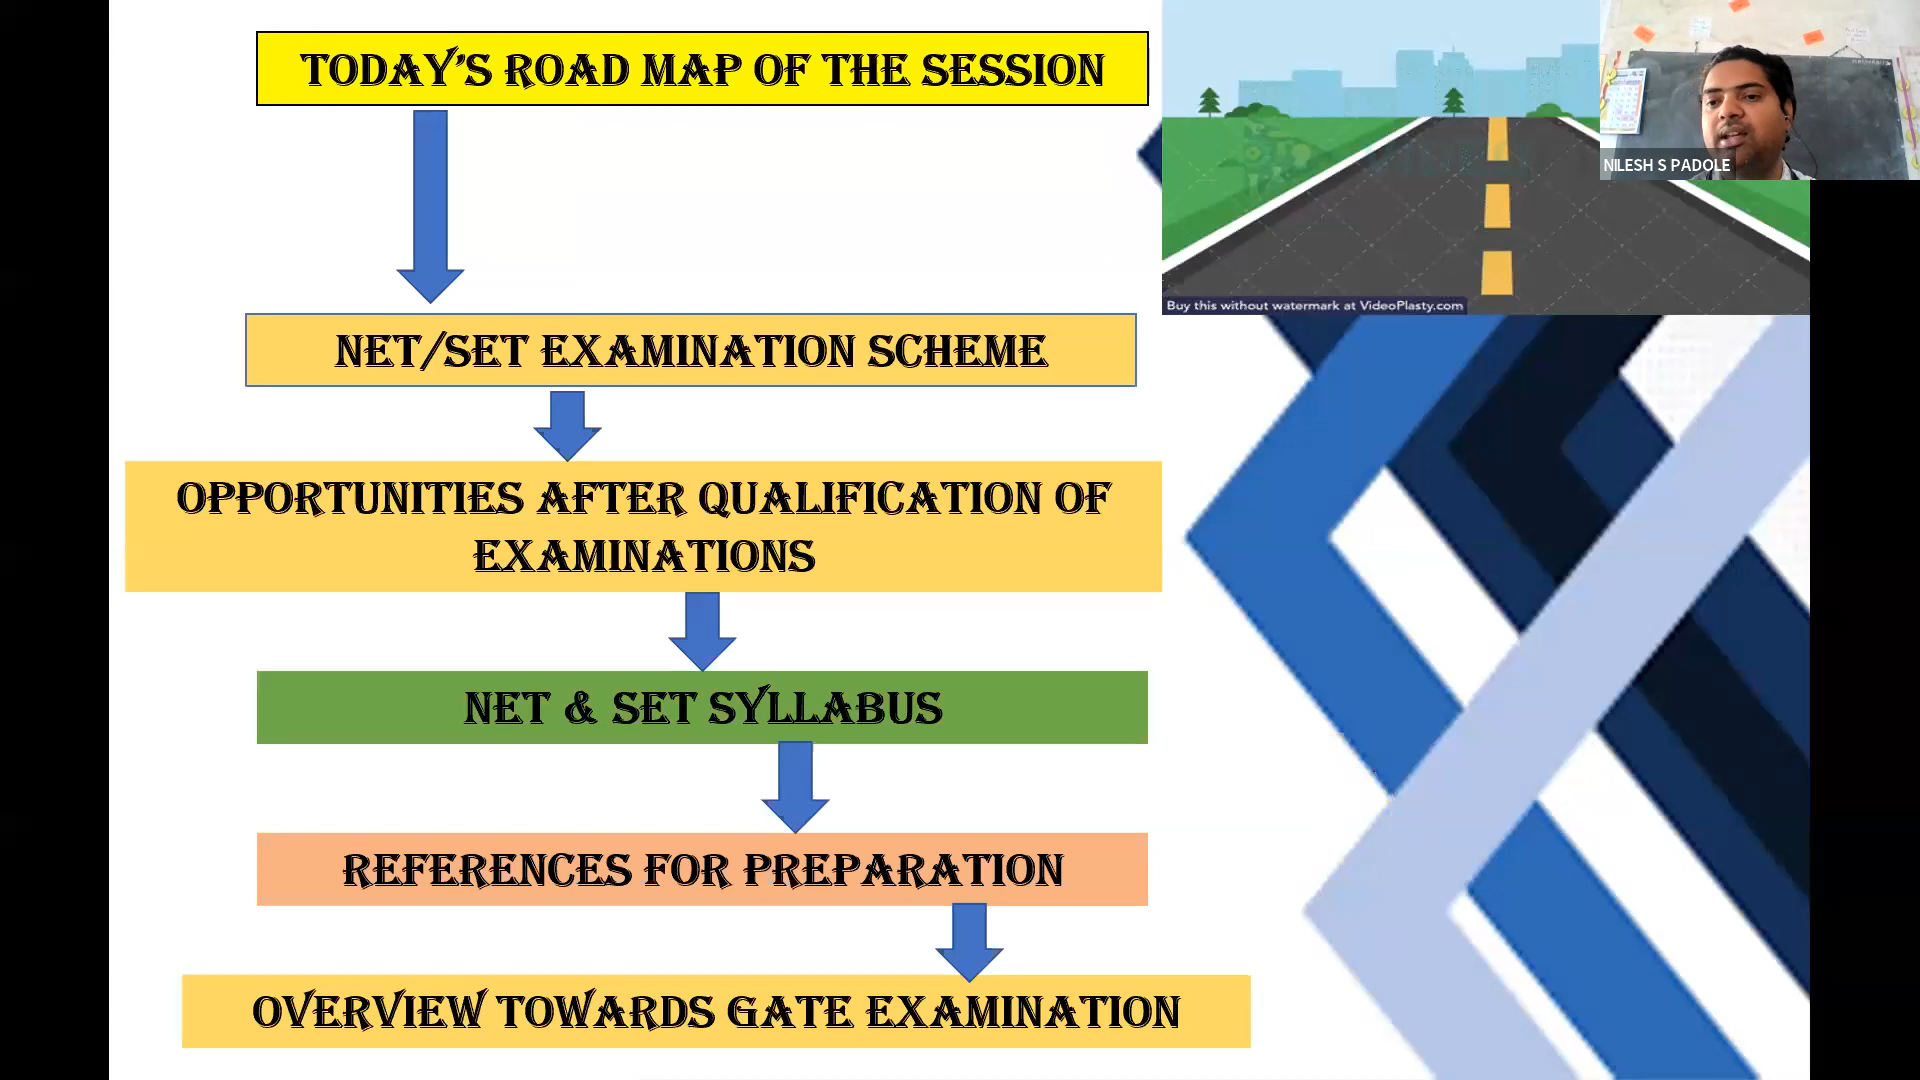 TODAY'S ROAD MAP OF THE SESSION
NILESH S PADOLE
Buy this without watermark at VideoPlasty.com
NET/SET EXAMINATION SCHEME
OPPORTUNITIES AFTER QUALIFICATION OF
EXAMINATIONS
NET & SET SYLLABUS
REFERENCES FOR PREPARATION
OVERVIEW TOWARDS GATE EXAMINATION